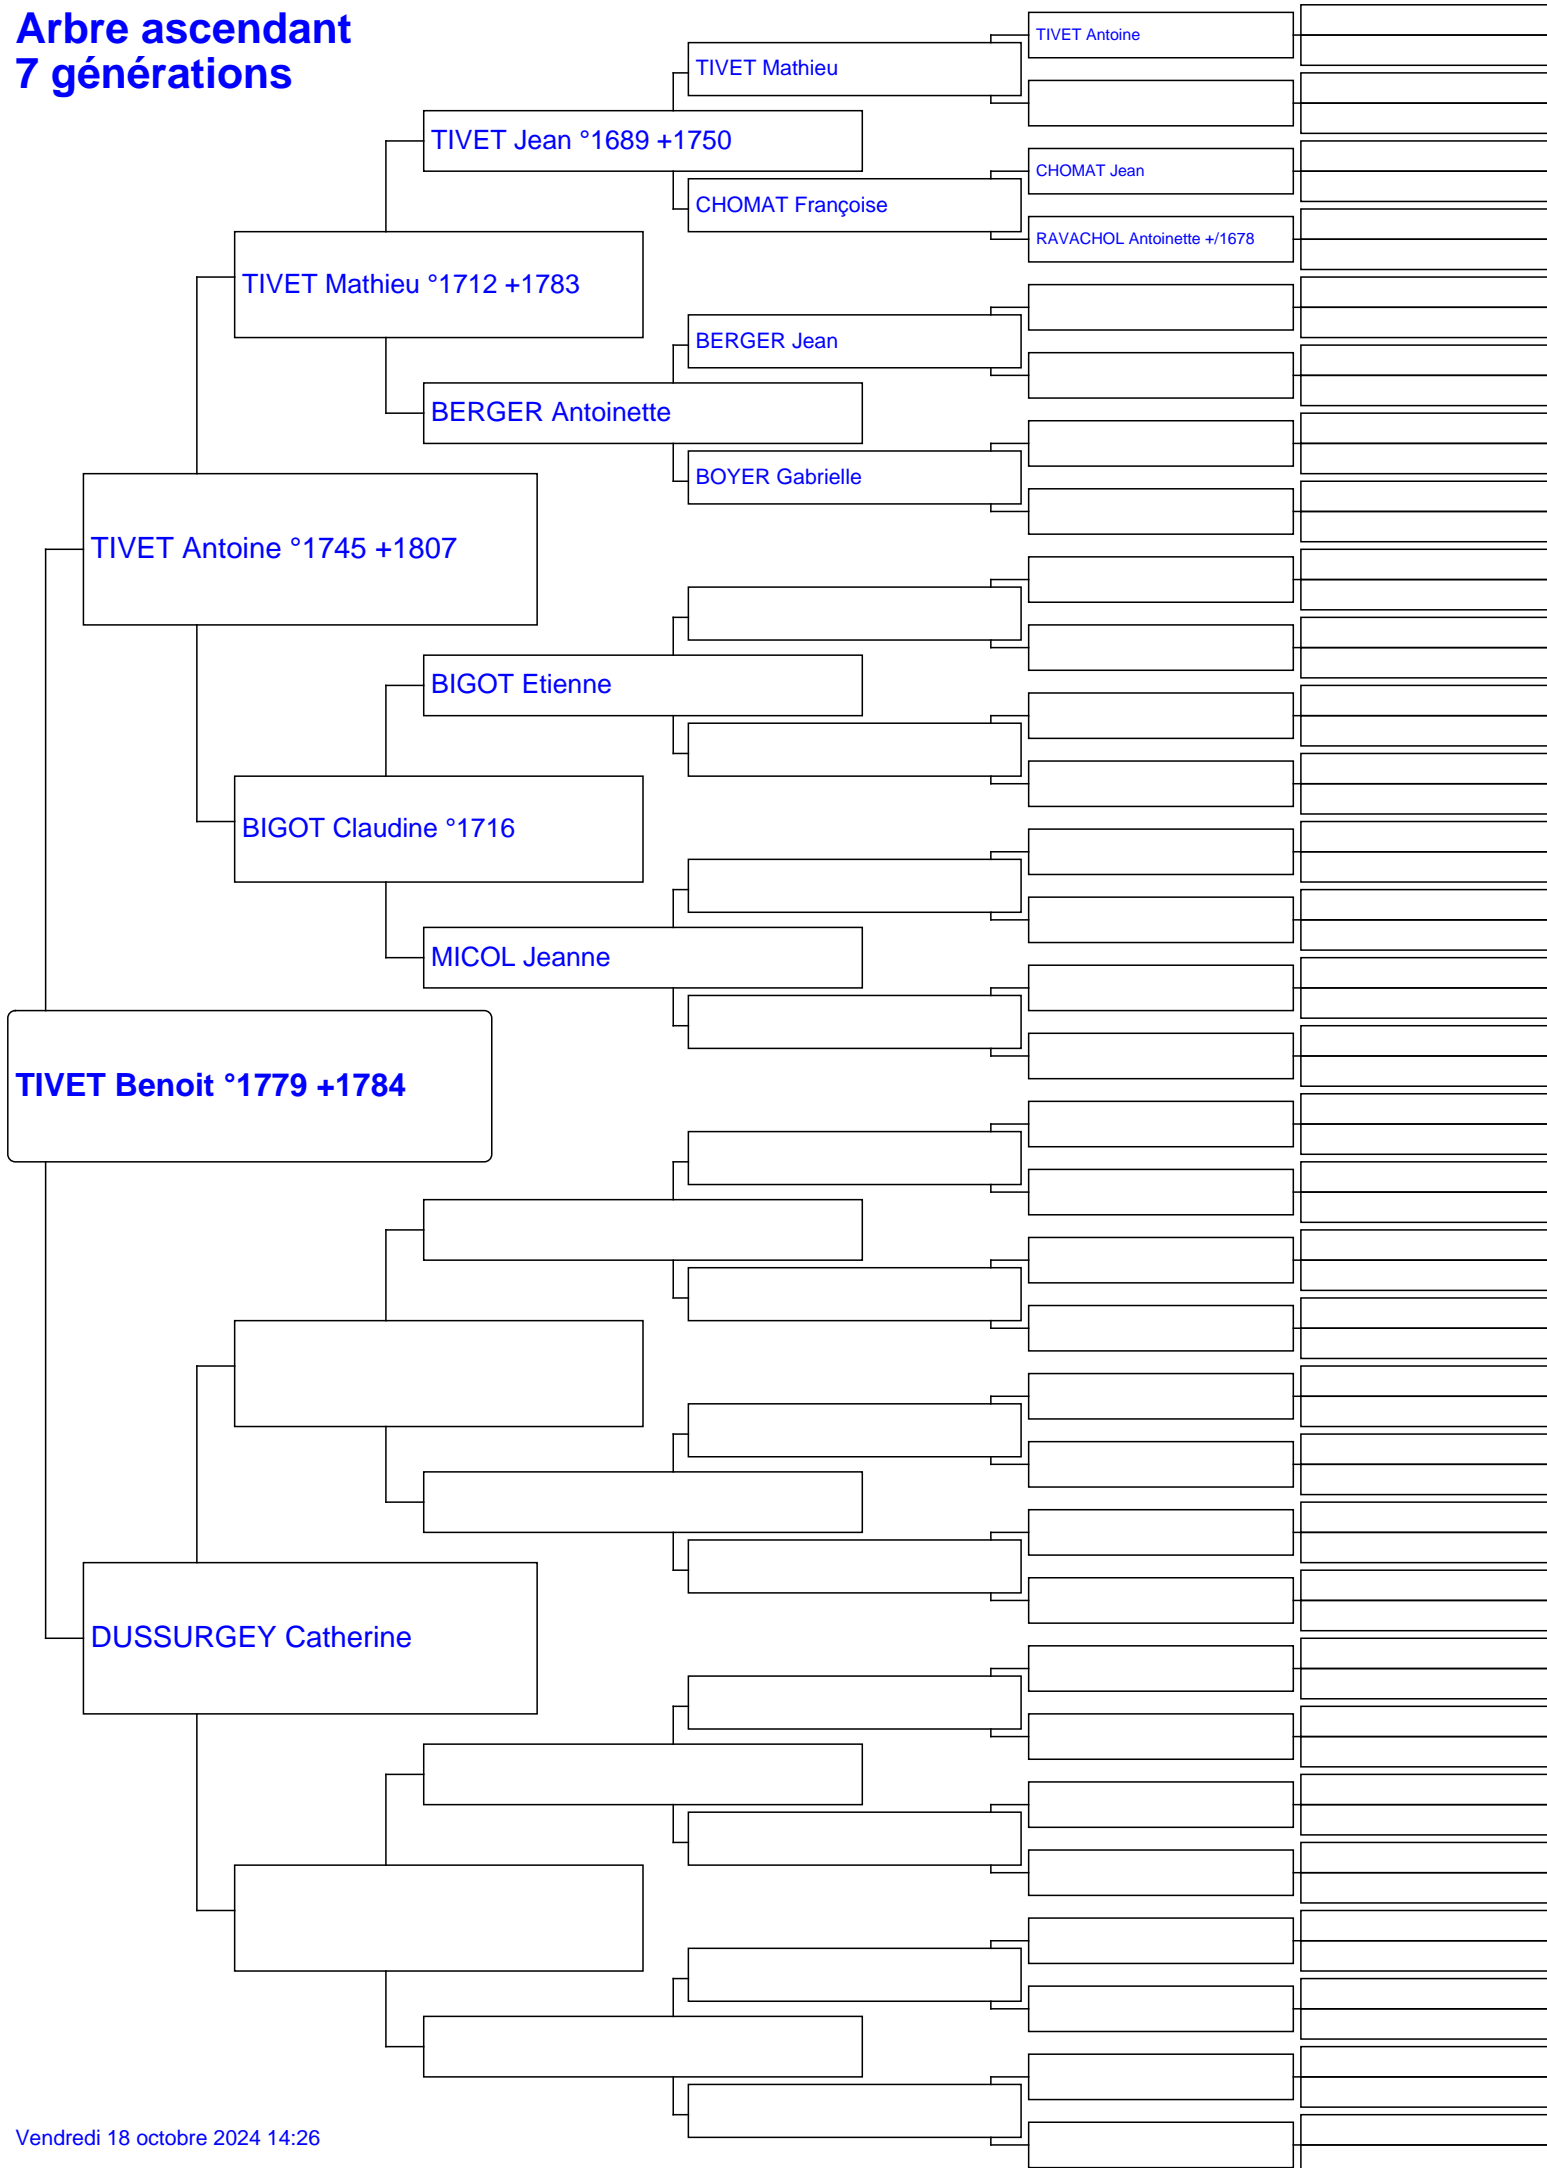 Arbre ascendant
7 générations
TIVET Antoine
TIVET Mathieu
TIVET Jean °1689 +1750
CHOMAT Jean
CHOMAT Françoise
RAVACHOL Antoinette +/1678
TIVET Mathieu °1712 +1783
BERGER Jean
BERGER Antoinette
BOYER Gabrielle
TIVET Antoine °1745 +1807
BIGOT Etienne
BIGOT Claudine °1716
MICOL Jeanne
TIVET Benoit °1779 +1784
DUSSURGEY Catherine
Vendredi 18 octobre 2024 14:26